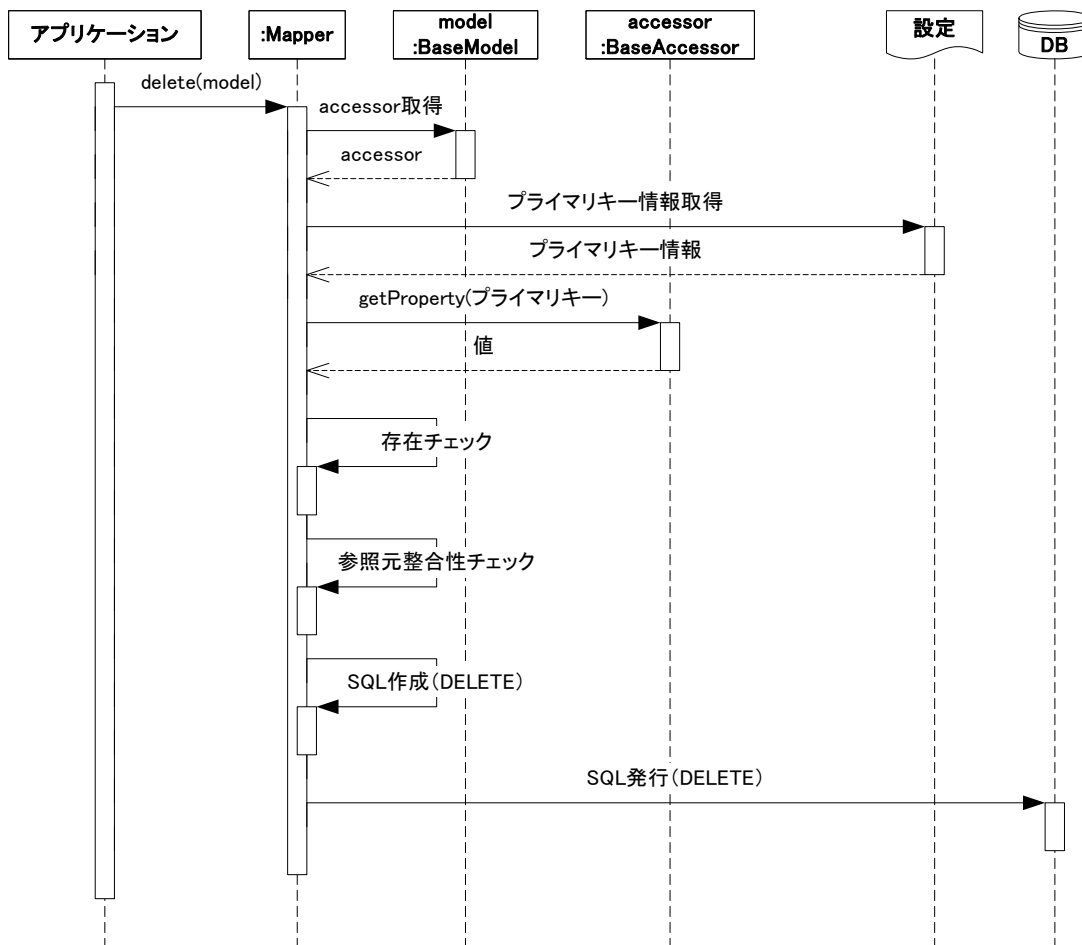 アプリケーション
:Mapper
model
:BaseModel
accessor
:BaseAccessor
設定
DB
delete(model)
accessor取得
accessor
プライマリキー情報取得
プライマリキー情報
getProperty(プライマリキー)
値
存在チェック
参照元整合性チェック
SQL作成(DELETE)
SQL発行(DELETE)